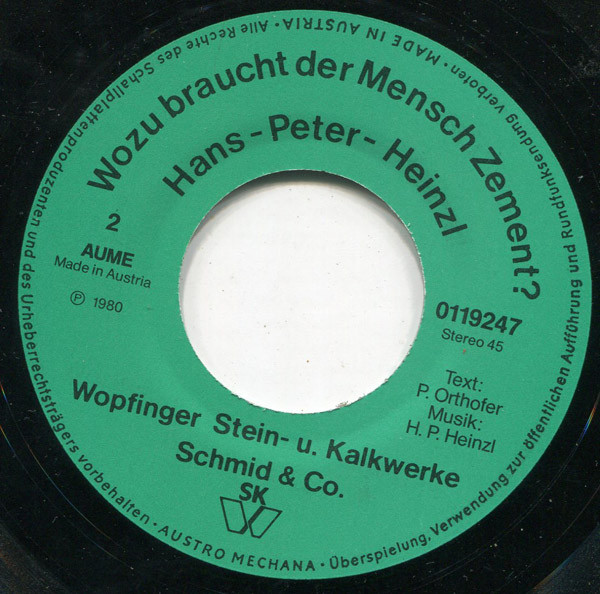 Wozu braucht der Mensch Zement?
Hans-Peter-Heinzl
2
AUME
Made in Austria
Ⓟ 1980
0119247
Stereo 45
Text:
P. Orthofer
Musik:
H. P. Heinzl
Wopfinger Stein- u. Kalkwerke
Schmid & Co.
SK
W
MADE IN AUSTRIA · Alle Rechte des Schallplattenproduzenten und des Urheberrechtsträgers vorbehalten · AUSTRO MECHANA · Überspielung, Verwendung zur öffentlichen Aufführung und Rundfunksendung verboten ·